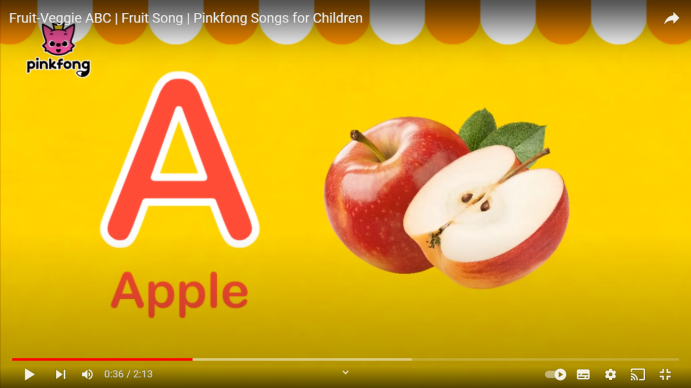 Fruit-Veggie ABC | Fruit Song | Pinkfong Songs for Children
pinkfong
A
Apple
0:36 / 2:13